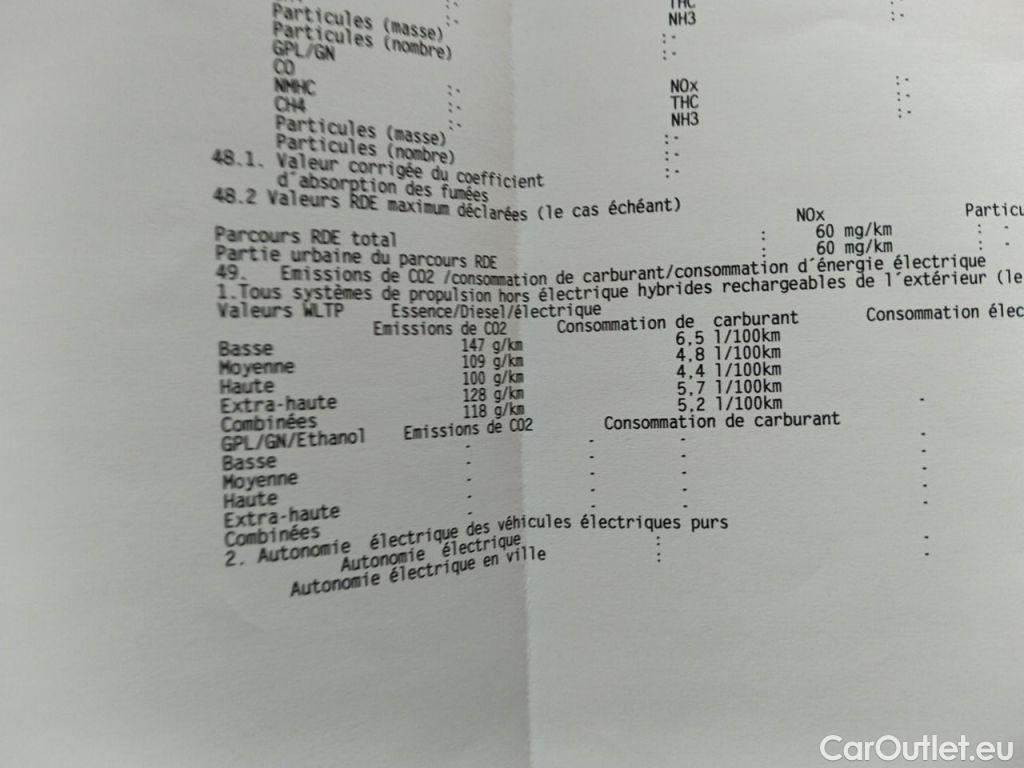 THC
Particules (masse) :- NH3 :-
Particules (nombre) :-
GPL/GN :-
CO :- NOx :-
NMHC :- THC :-
CH4 :- NH3 :-
Particules (masse) :-
Particules (nombre) :-
48.1. Valeur corrigée du coefficient :-
d´absorption des fumées
48.2 Valeurs RDE maximum déclarées (le cas échéant)
NOx Particu
Parcours RDE total : 60 mg/km : -
Partie urbaine du parcours RDE : 60 mg/km : -
49. Emissions de CO2 /consommation de carburant/consommation d´énergie électrique
1.Tous systèmes de propulsion hors électrique hybrides rechargeables de l´extérieur (le
Valeurs WLTP Essence/Diesel/électrique
Emissions de CO2 Consommation de carburant Consommation élec
Basse 147 g/km 6,5 l/100km
Moyenne 109 g/km 4,8 l/100km
Haute 100 g/km 4,4 l/100km
Extra-haute 128 g/km 5,7 l/100km
Combinées 118 g/km 5,2 l/100km -
GPL/GN/Ethanol Emissions de CO2 Consommation de carburant
Basse - - - -
Moyenne - - - -
Haute - - - -
Extra-haute - - - -
Combinées - - - -
2. Autonomie électrique des véhicules électriques purs
Autonomie électrique : -
Autonomie électrique en ville : -
CarOutlet.eu